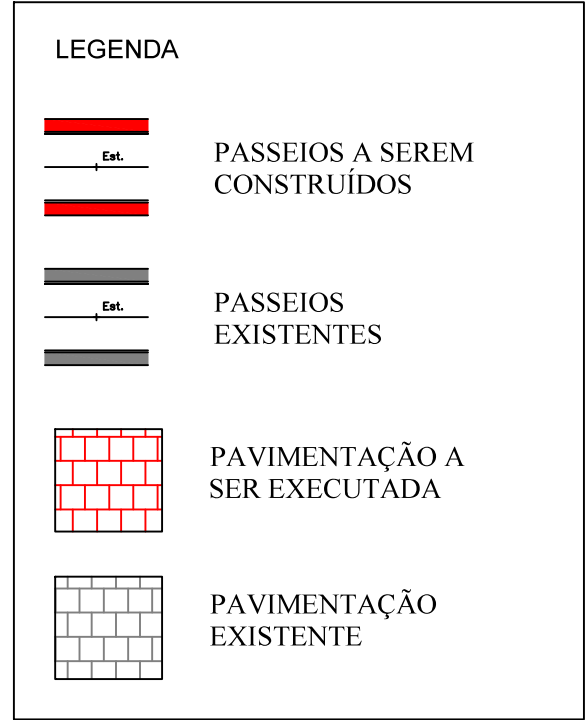 LEGENDA
Est.
PASSEIOS A SEREM
CONSTRUÍDOS
Est.
PASSEIOS
EXISTENTES
PAVIMENTAÇÃO A
SER EXECUTADA
PAVIMENTAÇÃO
EXISTENTE